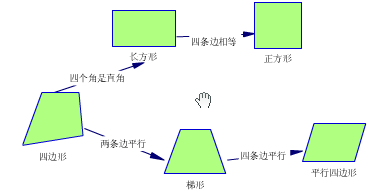 长方形
四条边相等
正方形
四个角是直角
四边形
两条边平行
梯形
四条边平行
平行四边形